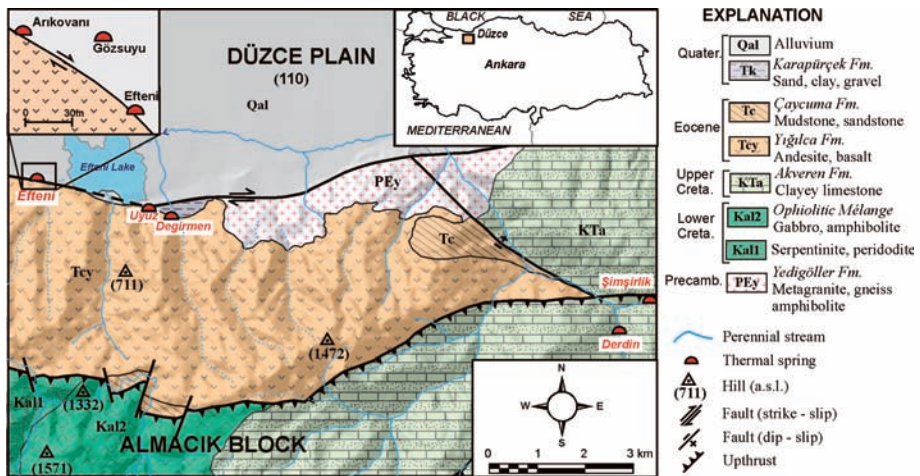 Arıkovanı
Gözsuyu
Efteni
0 30m
DÜZCE PLAIN
(110)
Qal
BLACK SEA
Düzce
Ankara
MEDITERRANEAN
Efteni Lake
Efteni
Uyuz
Degirmen
PEy
KTa
Tc
Tcy
(711)
Şimşirlik
Derdin
(1472)
Kal1
(1332)
Kal2
ALMACIK BLOCK
(1571)
N
W E
S
0 1 2 3 km
EXPLANATION
Quater.
Qal Alluvium
Tk Karapürçek Fm.
Sand, clay, gravel
Eocene
Tc Çaycuma Fm.
Mudstone, sandstone
Tcy Yığılca Fm.
Andesite, basalt
Upper
Creta.
KTa Akveren Fm.
Clayey limestone
Lower
Creta.
Kal2 Ophiolitic Mélange
Gabbro, amphibolite
Kal1 Serpentinite, peridodite
Precamb.
PEy Yedigöller Fm.
Metagranite, gneiss
amphibolite
Perennial stream
Thermal spring
(711) Hill (a.s.l.)
Fault (strike - slip)
Fault (dip - slip)
Upthrust